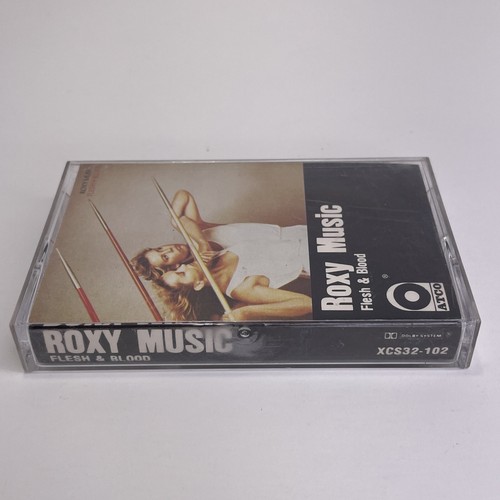 Roxy Music
Flesh & Blood
ATCO
ROXY MUSIC
FLESH & BLOOD
DOLBY SYSTEM
XCS32-102